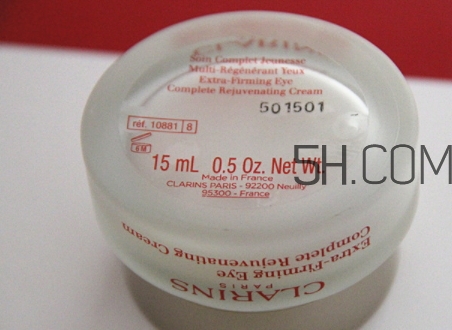 Soin Complet Jeunesse
Multi-Régénérant Yeux
Extra-Firming Eye
Complete Rejuvenating Cream
501501
réf. 10881 8
6M
15 mL 0.5 Oz. Net Wt.
Made in France
CLARINS PARIS - 92200 Neuilly
95300 - France
5H.COM
CLARINS
PARIS
Extra-Firming Eye
Complete Rejuvenating Cream